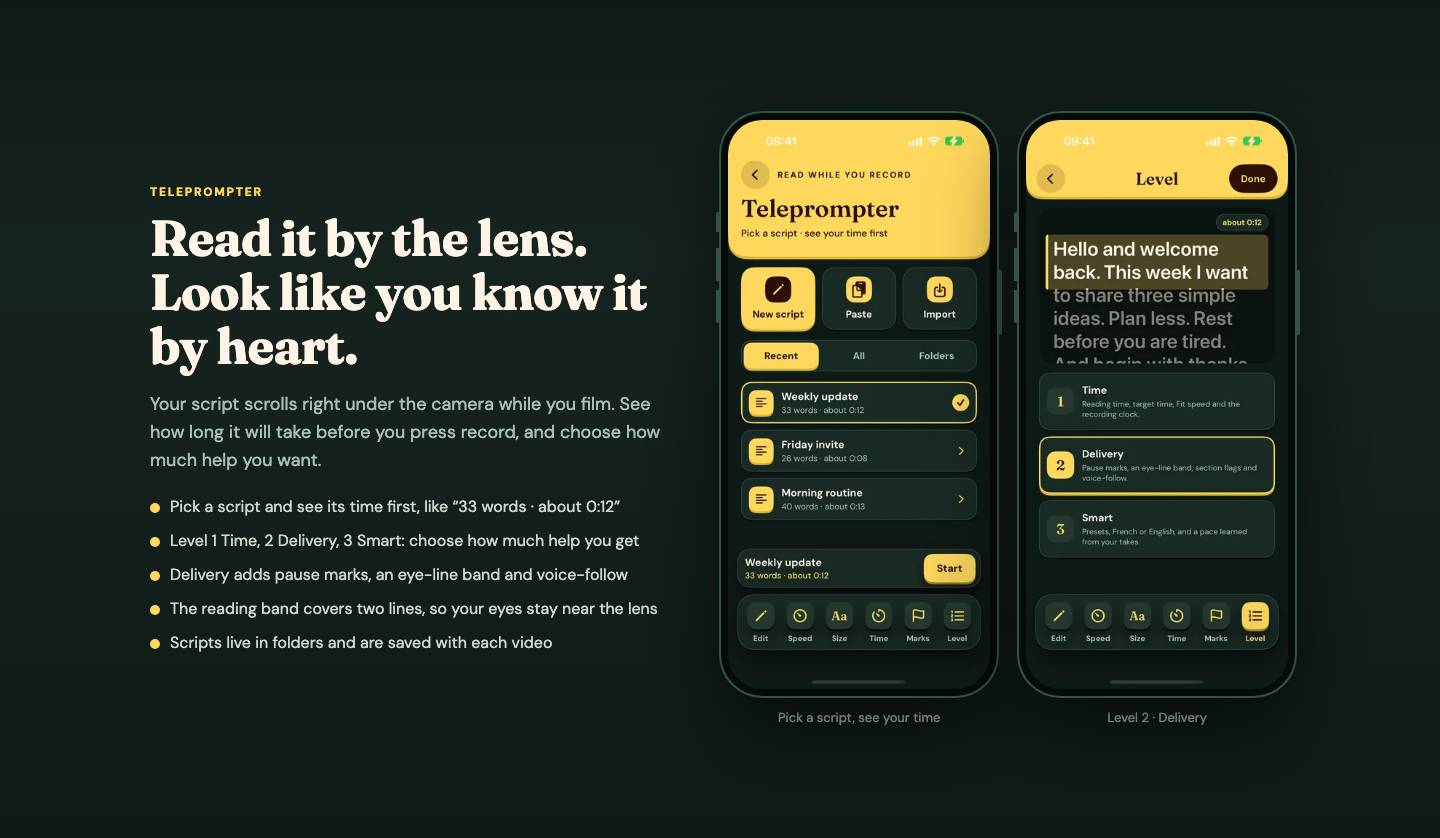 TELEPROMPTER
Read it by the lens.
Look like you know it
by heart.
Your script scrolls right under the camera while you film. See
how long it will take before you press record, and choose how
much help you want.
Pick a script and see its time first, like “33 words · about 0:12”
Level 1 Time, 2 Delivery, 3 Smart: choose how much help you get
Delivery adds pause marks, an eye-line band and voice-follow
The reading band covers two lines, so your eyes stay near the lens
Scripts live in folders and are saved with each video
09:41
READ WHILE YOU RECORD
Teleprompter
Pick a script · see your time first
New script
Paste
Import
Recent
All
Folders
Weekly update
33 words · about 0:12
Friday invite
26 words · about 0:08
Morning routine
40 words · about 0:13
Weekly update
33 words · about 0:12
Start
Aa
Edit
Speed
Size
Time
Marks
Level
Pick a script, see your time
09:41
Level
Done
about 0:12
Hello and welcome
back. This week I want
to share three simple
ideas. Plan less. Rest
before you are tired.
And begin with thanks
1
Time
Reading time, target time, Fit speed and the
recording clock.
2
Delivery
Pause marks, an eye-line band, section flags and
voice-follow.
3
Smart
Presets, French or English, and a pace learned
from your takes.
Aa
Edit
Speed
Size
Time
Marks
Level
Level 2 · Delivery